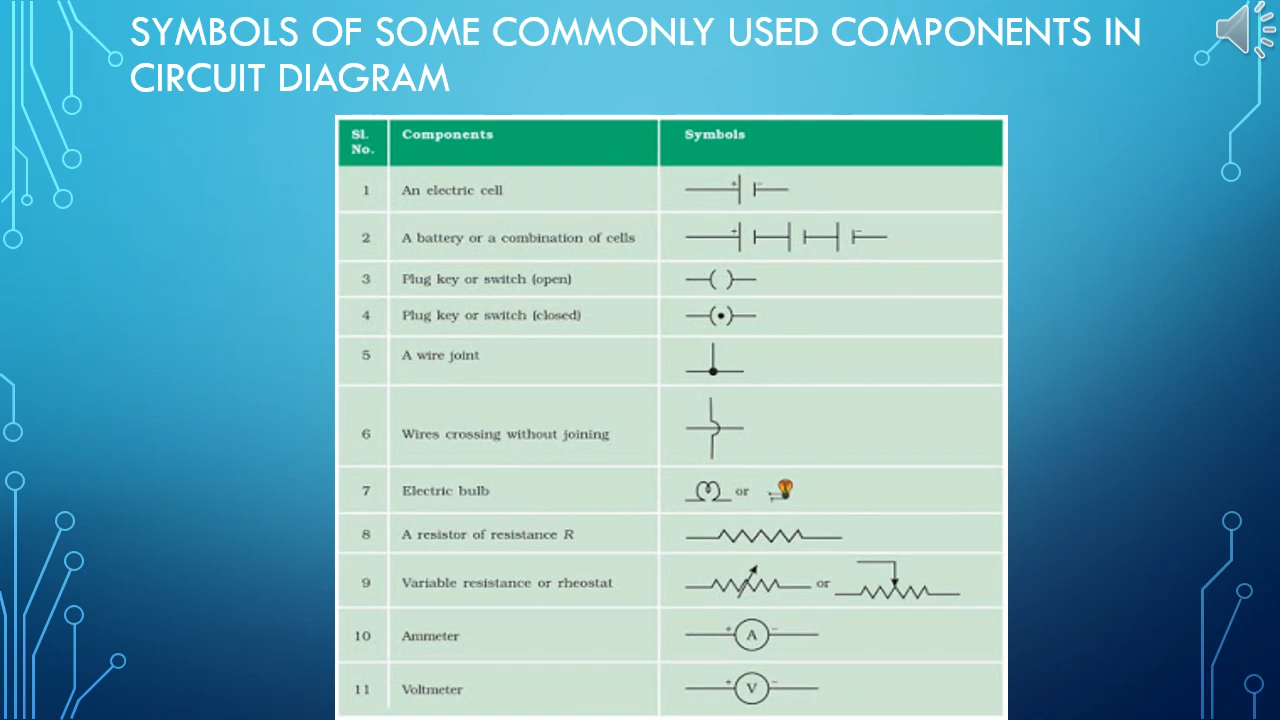 SYMBOLS OF SOME COMMONLY USED COMPONENTS IN
CIRCUIT DIAGRAM
Sl. No. Components Symbols
1 An electric cell + -
2 A battery or a combination of cells + -
3 Plug key or switch (open)
4 Plug key or switch (closed)
5 A wire joint
6 Wires crossing without joining
7 Electric bulb or
8 A resistor of resistance R
9 Variable resistance or rheostat or
10 Ammeter + A -
11 Voltmeter + V -